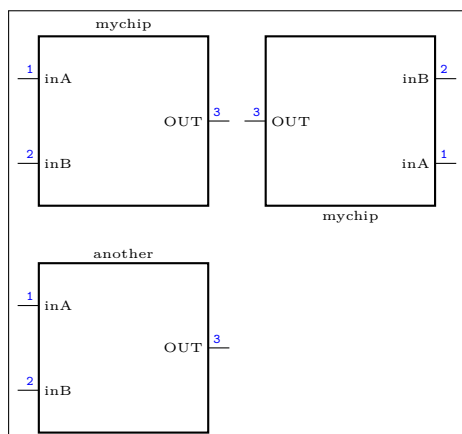 mychip
1 inA
OUT 3
2 inB
inB 2
3 OUT
inA 1
mychip
another
1 inA
OUT 3
2 inB